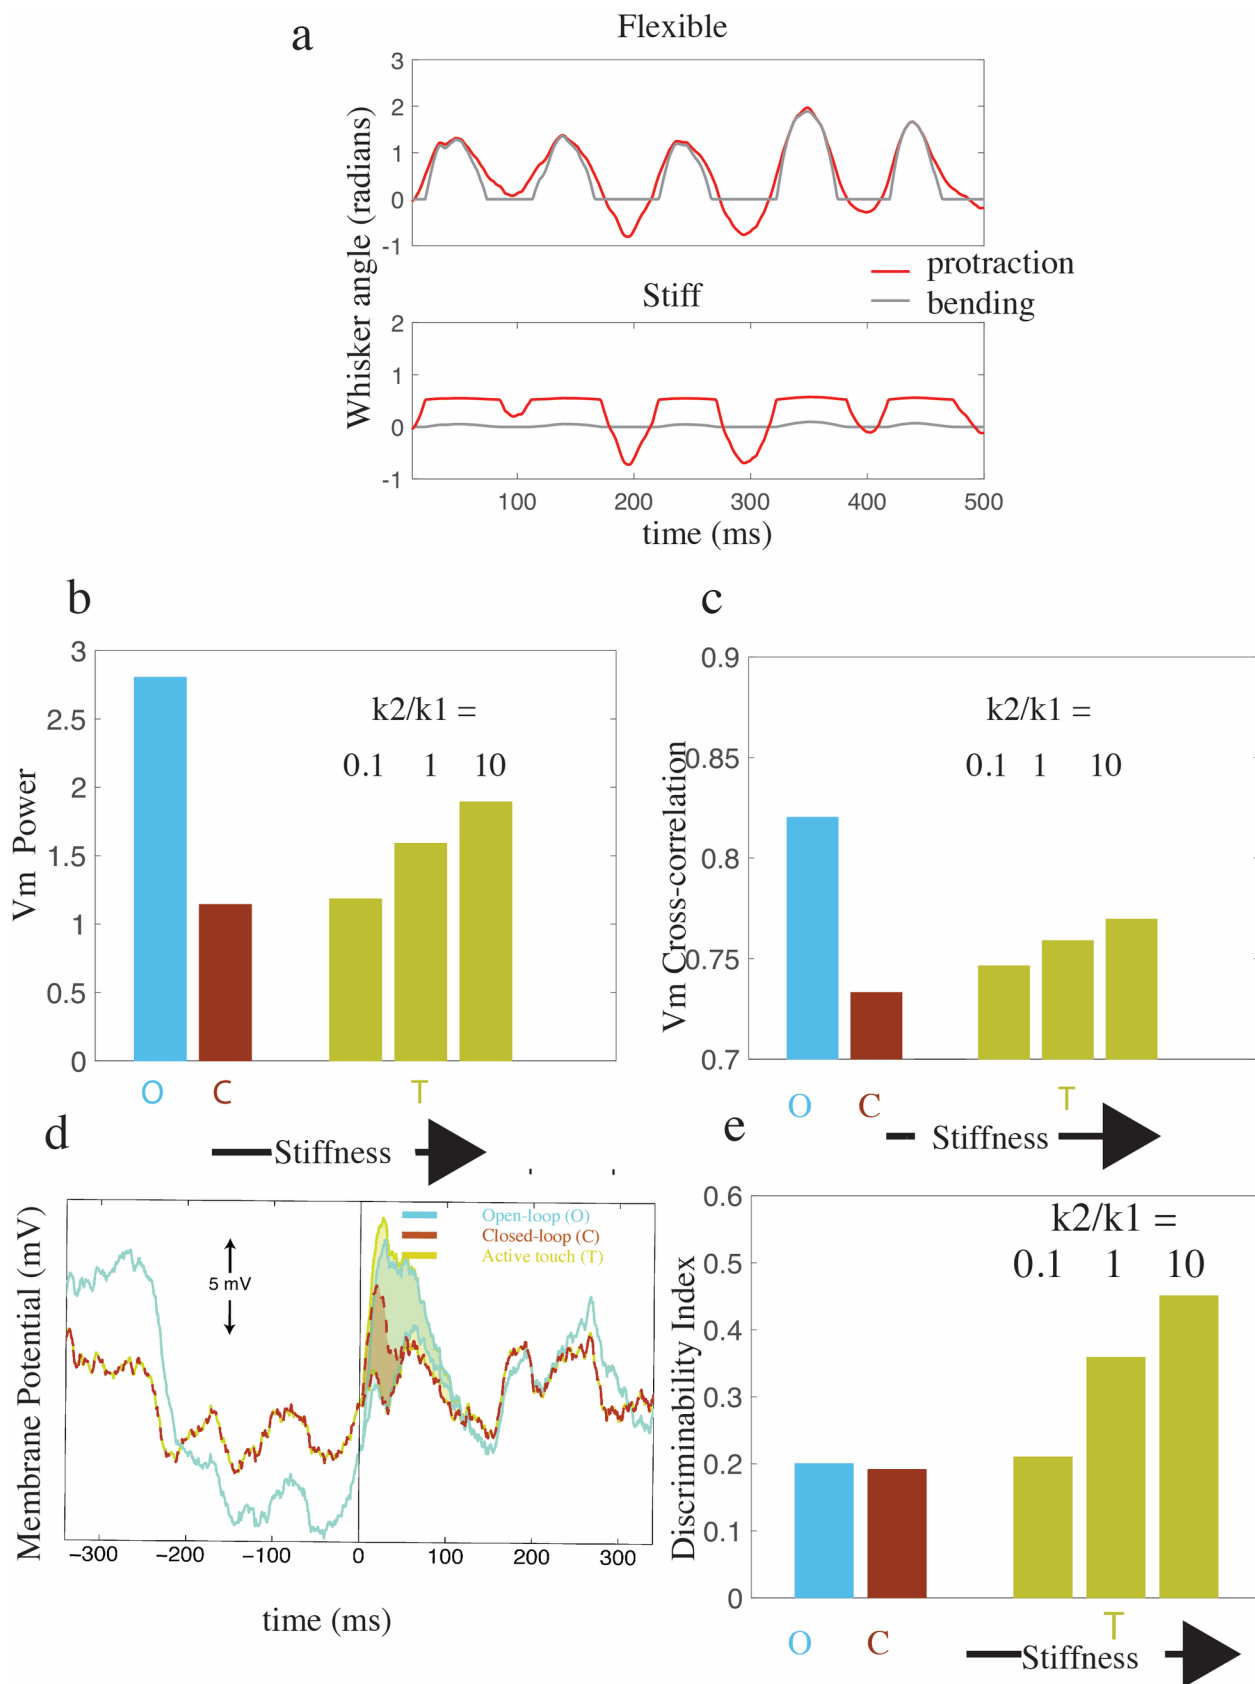 a
Flexible
3
2
1
0
-1
Whisker angle (radians)
protraction
bending
Stiff
2
1
0
-1
100 200 300 400 500
time (ms)
b
3
2.5
2
1.5
1
0.5
0
Vm Power
k2/k1 =
0.1 1 10
O C T
Stiffness
c
0.9
0.85
0.8
0.75
0.7
Vm Cross-correlation
k2/k1 =
0.1 1 10
O C T
Stiffness
d
Membrane Potential (mV)
5 mV
Open-loop (O)
Closed-loop (C)
Active touch (T)
−300 −200 −100 0 100 200 300
time (ms)
e
0.6
0.5
0.4
0.3
0.2
0.1
0
Discriminability Index
k2/k1 =
0.1 1 10
O C T
Stiffness